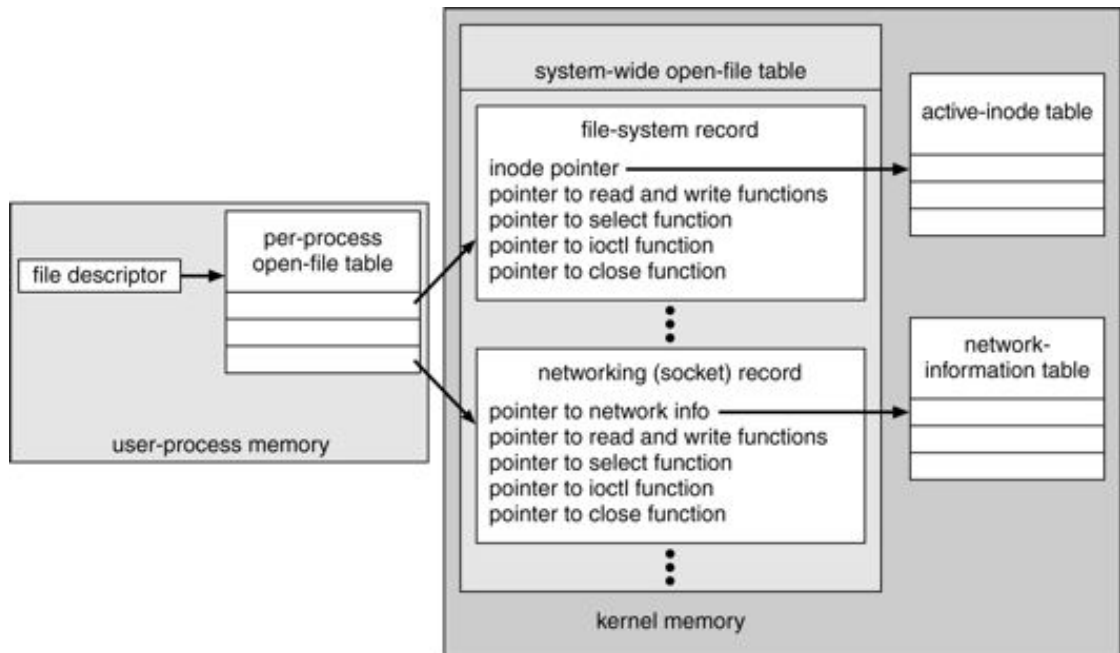 file descriptor
per-process
open-file table
user-process memory
system-wide open-file table
file-system record
inode pointer
pointer to read and write functions
pointer to select function
pointer to ioctl function
pointer to close function
networking (socket) record
pointer to network info
pointer to read and write functions
pointer to select function
pointer to ioctl function
pointer to close function
active-inode table
network-
information table
kernel memory